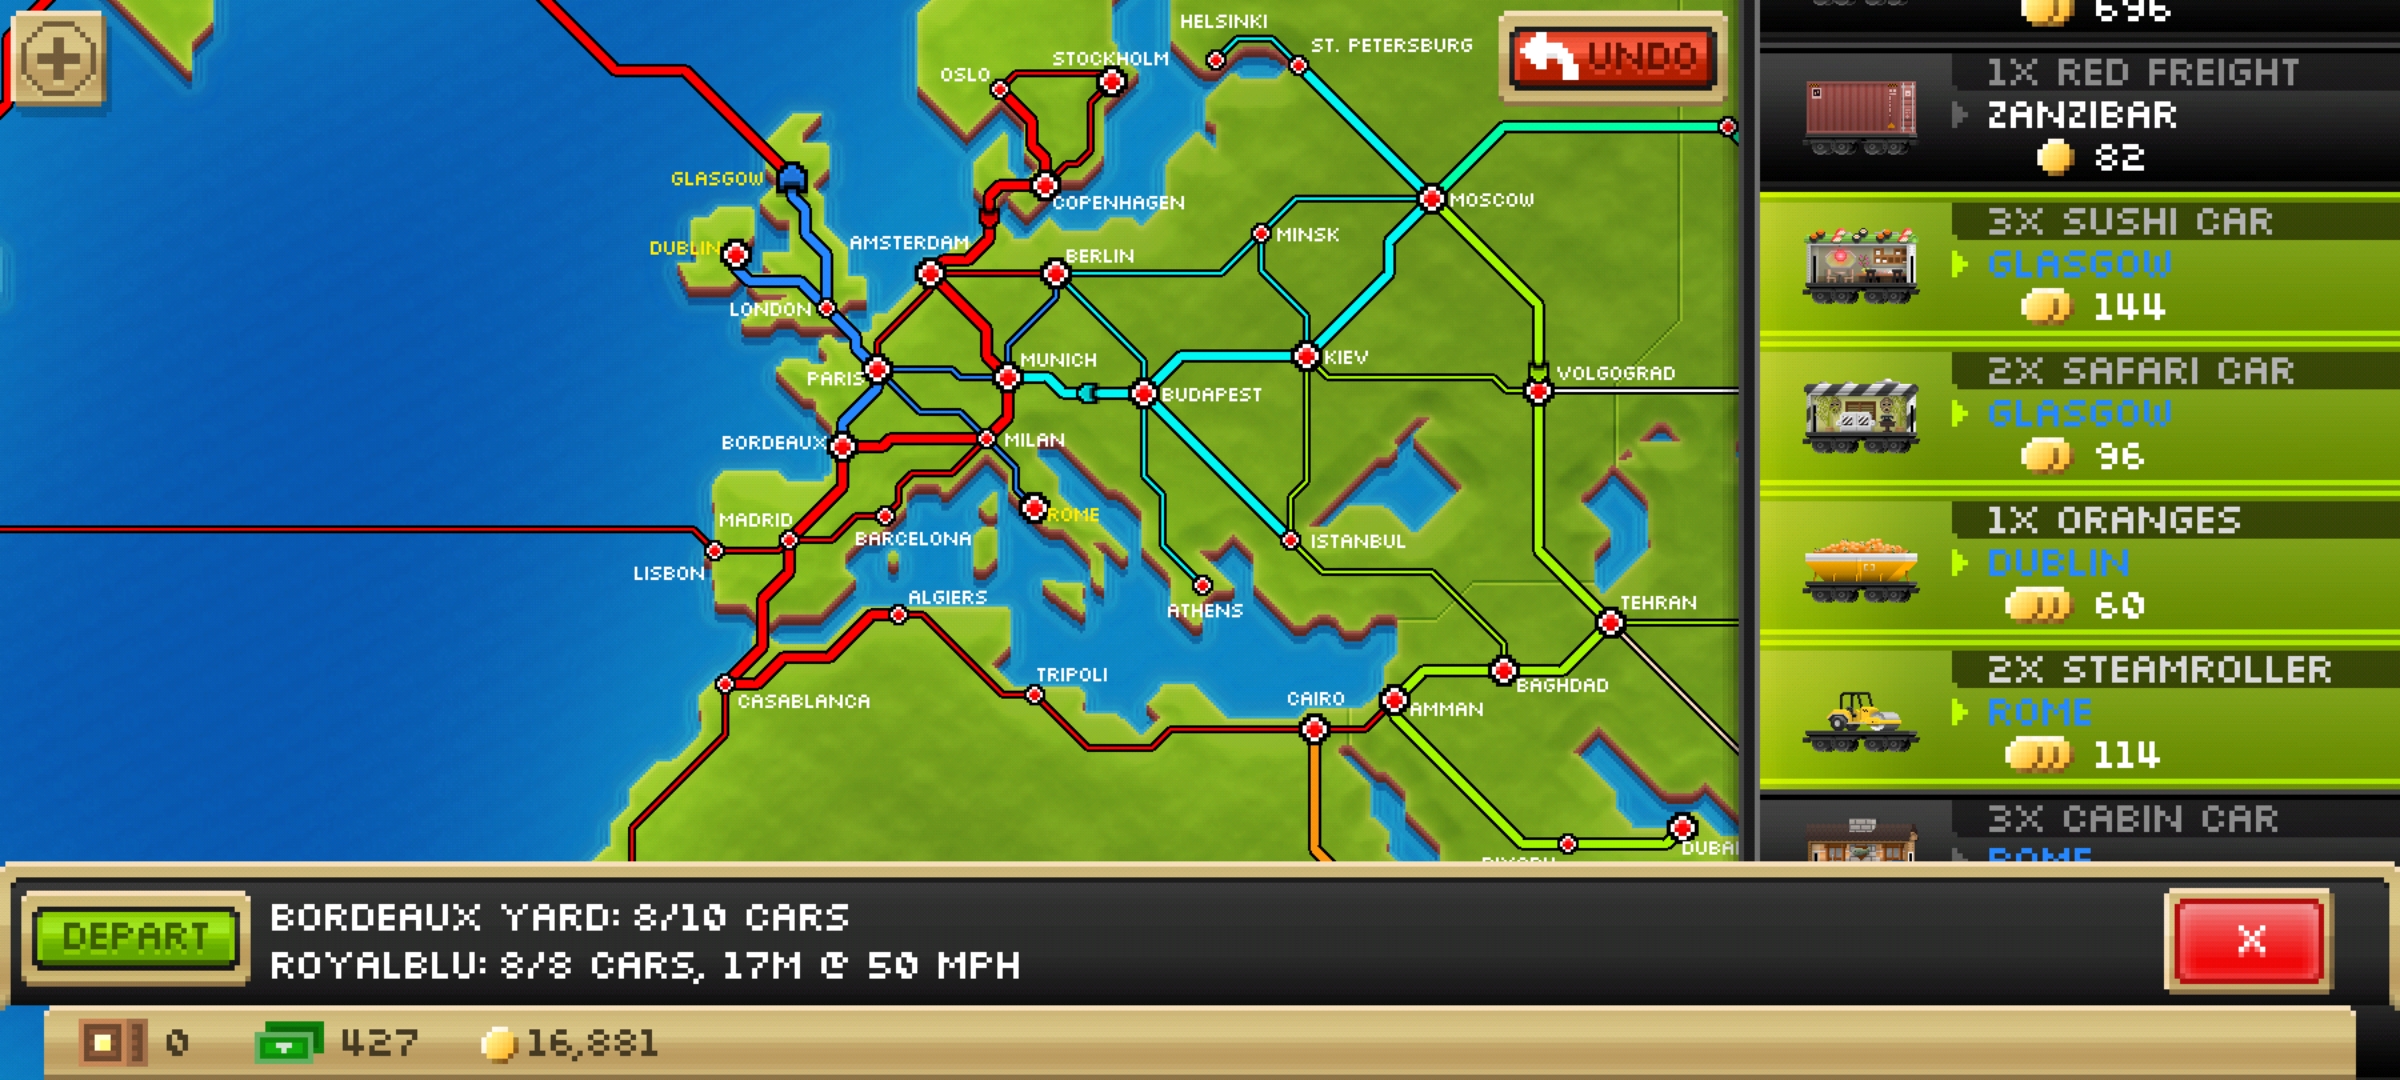 HELSINKI
ST. PETERSBURG
STOCKHOLM
OSLO
UNDO
GLASGOW
COPENHAGEN
MOSCOW
DUBLIN
AMSTERDAM
BERLIN
MINSK
LONDON
MUNICH
KIEV
VOLGOGRAD
PARIS
BUDAPEST
BORDEAUX
MILAN
MADRID
ROME
BARCELONA
ISTANBUL
LISBON
ALGIERS
ATHENS
TEHRAN
TRIPOLI
CAIRO
BAGHDAD
CASABLANCA
AMMAN
DUBA
696
1X RED FREIGHT
ZANZIBAR
82
3X SUSHI CAR
GLASGOW
144
2X SAFARI CAR
GLASGOW
96
1X ORANGES
DUBLIN
60
2X STEAMROLLER
ROME
114
3X CABIN CAR
ROME
DEPART
BORDEAUX YARD: 8/10 CARS
ROYALBLU: 8/8 CARS, 17M @ 50 MPH
X
0 427 16,881